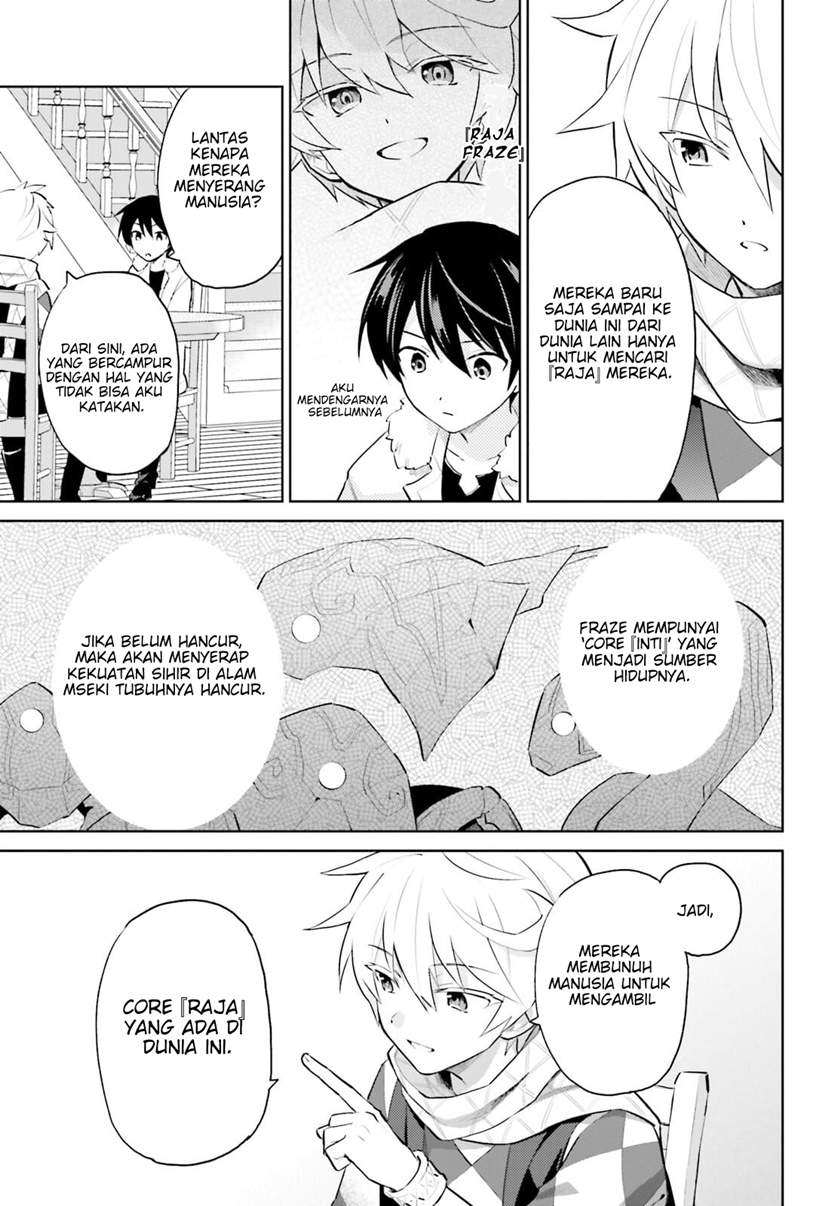 MEREKA BARU
SAJA SAMPAI KE
DUNIA INI DARI
DUNIA LAIN HANYA
UNTUK MENCARI
『RAJA』 MEREKA.
『RAJA
FRAZE』
AKU
MENDENGARNYA
SEBELUMNYA
LANTAS
KENAPA
MEREKA
MENYERANG
MANUSIA?
DARI SINI, ADA
YANG BERCAMPUR
DENGAN HAL YANG
TIDAK BISA AKU
KATAKAN.
FRAZE MEMPUNYAI
'CORE 『INTI』' YANG
MENJADI SUMBER
HIDUPNYA.
JIKA BELUM HANCUR,
MAKA AKAN MENYERAP
KEKUATAN SIHIR DI ALAM
MSEKI TUBUHNYA HANCUR.
JADI,
MEREKA
MEMBUNUH
MANUSIA UNTUK
MENGAMBIL
CORE 『RAJA』
YANG ADA DI
DUNIA INI.